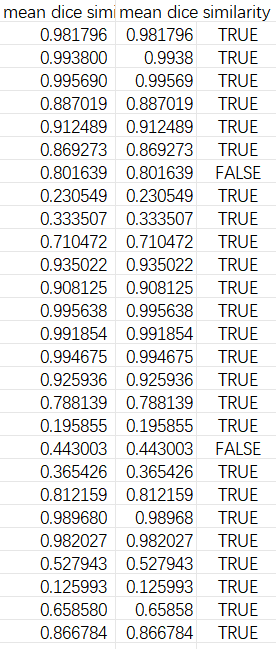 mean dice simi mean dice similarity
0.981796 0.981796 TRUE
0.993800 0.9938 TRUE
0.995690 0.99569 TRUE
0.887019 0.887019 TRUE
0.912489 0.912489 TRUE
0.869273 0.869273 TRUE
0.801639 0.801639 FALSE
0.230549 0.230549 TRUE
0.333507 0.333507 TRUE
0.710472 0.710472 TRUE
0.935022 0.935022 TRUE
0.908125 0.908125 TRUE
0.995638 0.995638 TRUE
0.991854 0.991854 TRUE
0.994675 0.994675 TRUE
0.925936 0.925936 TRUE
0.788139 0.788139 TRUE
0.195855 0.195855 TRUE
0.443003 0.443003 FALSE
0.365426 0.365426 TRUE
0.812159 0.812159 TRUE
0.989680 0.98968 TRUE
0.982027 0.982027 TRUE
0.527943 0.527943 TRUE
0.125993 0.125993 TRUE
0.658580 0.65858 TRUE
0.866784 0.866784 TRUE